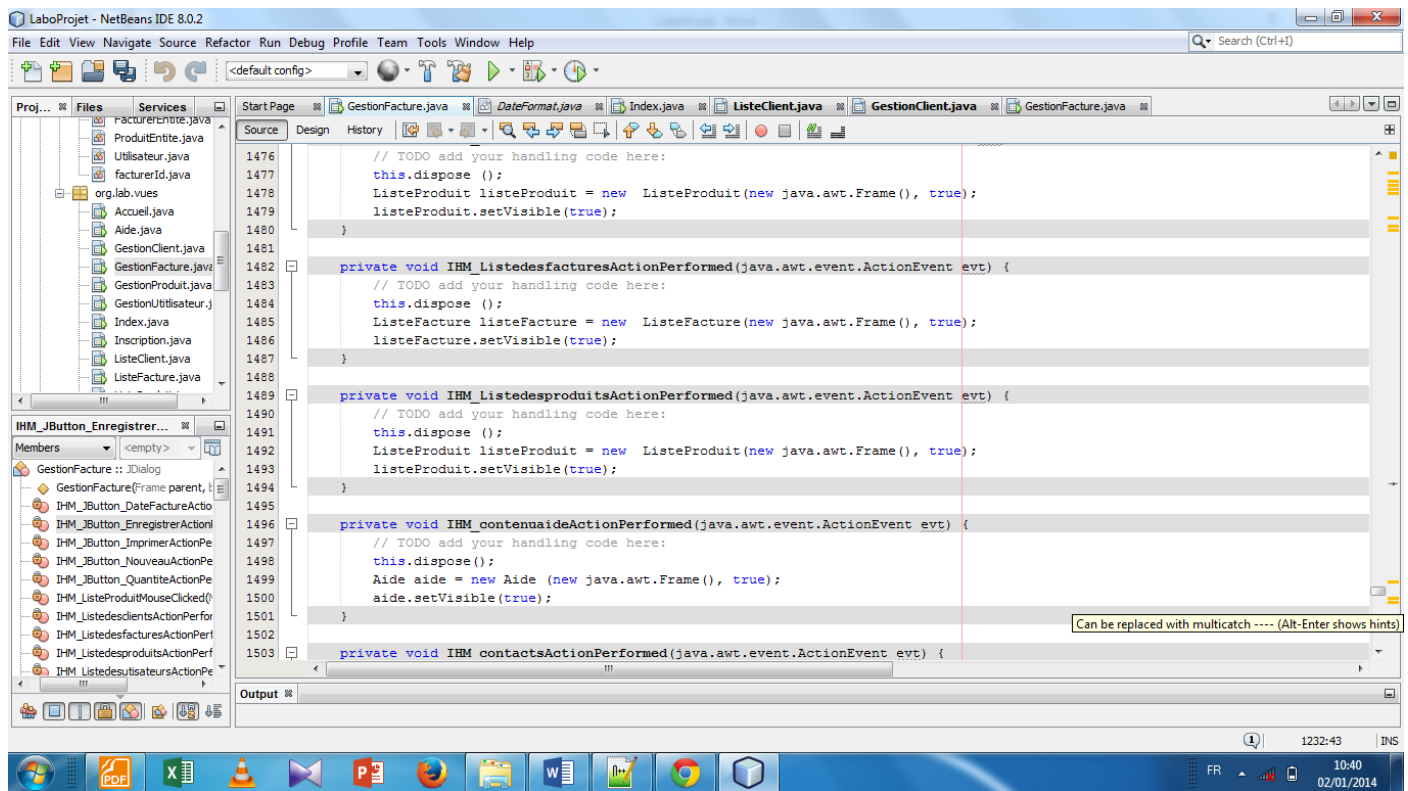 LaboProjet - NetBeans IDE 8.0.2
File Edit View Navigate Source Refactor Run Debug Profile Team Tools Window Help
Search (Ctrl+I)
<default config>
Proj... Files Services
FacturerEntite.java
ProduitEntite.java
Utilisateur.java
facturerId.java
org.lab.vues
Accueil.java
Aide.java
GestionClient.java
GestionFacture.java
GestionProduit.java
GestionUtitlisateur.j
Index.java
Inscription.java
ListeClient.java
ListeFacture.java
IHM_JButton_Enregistrer...
Members <empty>
GestionFacture :: JDialog
GestionFacture(Frame parent, b
IHM_JButton_DateFactureActio
IHM_JButton_EnregistrerActionI
IHM_JButton_ImprimerActionPe
IHM_JButton_NouveauActionPe
IHM_JButton_QuantiteActionPe
IHM_ListeProduitMouseClicked(
IHM_ListedesclientsActionPerfor
IHM_ListedesfacturesActionPerf
IHM_ListedesproduitsActionPerf
IHM_ListedesutisateursActionPe
Start Page GestionFacture.java DateFormat.java Index.java ListeClient.java GestionClient.java GestionFacture.java
Source Design History
1476 // TODO add your handling code here:
1477 this.dispose ();
1478 ListeProduit listeProduit = new  ListeProduit(new java.awt.Frame(), true);
1479 listeProduit.setVisible(true);
1480 }
1481
1482 private void IHM_ListedesfacturesActionPerformed(java.awt.event.ActionEvent evt) {
1483 // TODO add your handling code here:
1484 this.dispose ();
1485 ListeFacture listeFacture = new  ListeFacture(new java.awt.Frame(), true);
1486 listeFacture.setVisible(true);
1487 }
1488
1489 private void IHM_ListedesproduitsActionPerformed(java.awt.event.ActionEvent evt) {
1490 // TODO add your handling code here:
1491 this.dispose ();
1492 ListeProduit listeProduit = new  ListeProduit(new java.awt.Frame(), true);
1493 listeProduit.setVisible(true);
1494 }
1495
1496 private void IHM_contenuaideActionPerformed(java.awt.event.ActionEvent evt) {
1497 // TODO add your handling code here:
1498 this.dispose();
1499 Aide aide = new Aide (new java.awt.Frame(), true);
1500 aide.setVisible(true);
1501 }
1502
1503 private void IHM_contactsActionPerformed(java.awt.event.ActionEvent evt) {
Can be replaced with multicatch ---- (Alt-Enter shows hints)
Output
1232:43 INS
PDF
FR
10:40
02/01/2014